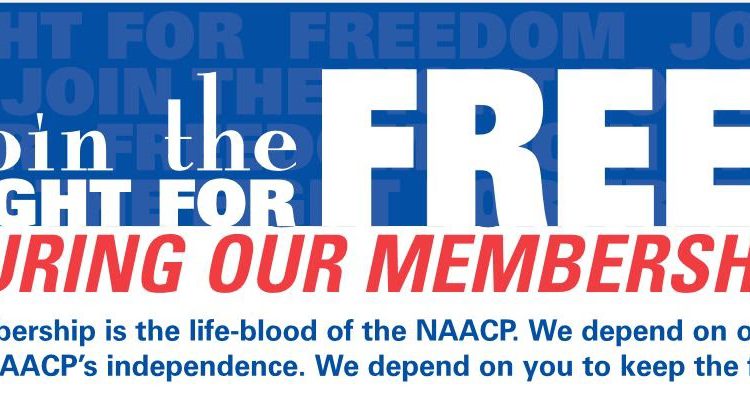 GHT FOR FREEDOM JO
JOIN THE
oin the FREE
GHT FOR
URING OUR MEMBERSH
bership is the life-blood of the NAACP. We depend on o
AACP's independence. We depend on you to keep the f